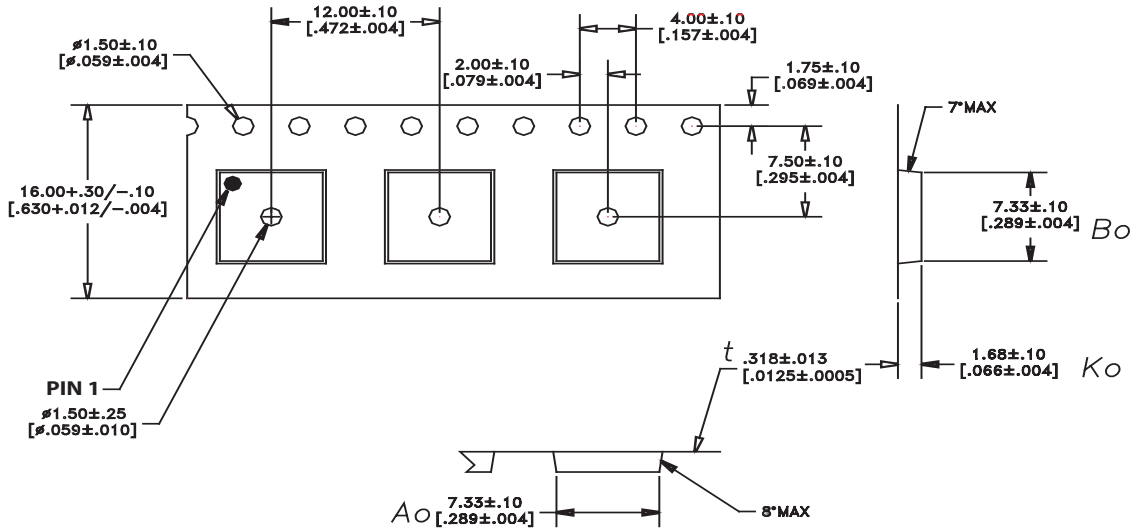 12.00±.10
[.472±.004]
4.00±.10
[.157±.004]
ø1.50±.10
[ø.059±.004]
2.00±.10
[.079±.004]
1.75±.10
[.069±.004]
7°MAX
7.50±.10
[.295±.004]
16.00+.30/−.10
[.630+.012/−.004]
7.33±.10
[.289±.004]
Bo
t
.318±.013
[.0125±.0005]
1.68±.10
[.066±.004]
Ko
PIN 1
ø1.50±.25
[ø.059±.010]
Ao
7.33±.10
[.289±.004]
8°MAX